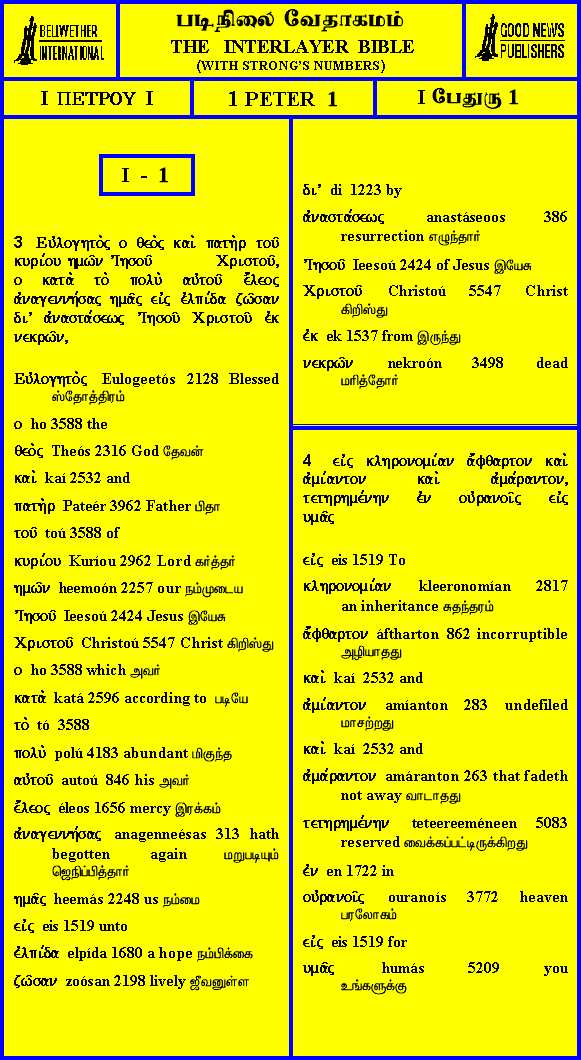 BELLWETHER
INTERNATIONAL
படிநிலை வேதாகமம்
THE INTERLAYER BIBLE
(WITH STRONG'S NUMBERS)
GOOD NEWS
PUBLISHERS
I ΠΕΤΡΟΥ I
1 PETER 1
I பேதுரு 1
I - 1
3 Εὐλογητὸς ο θεὸς καὶ πατὴρ τοῦ
κυρίου ημῶν Ἰησοῦ Χριστοῦ,
ο κατὰ τὸ πολὺ αὐτοῦ ἔλεος
ἀναγεννήσας ημᾶς εἰς ἐλπίδα ζῶσαν
δι' ἀναστάσεως Ἰησοῦ Χριστοῦ ἐκ
νεκρῶν,
Εὐλογητὸς Eulogeetós 2128 Blessed
ஸ்தோத்திரம்
ο ho 3588 the
θεὸς Theós 2316 God தேவன்
καὶ kaí 2532 and
πατὴρ Pateér 3962 Father பிதா
τοῦ toú 3588 of
κυρίου Kuríou 2962 Lord கர்த்தர்
ημῶν heemoón 2257 our நம்முடைய
Ἰησοῦ Ieesoú 2424 Jesus இயேசு
Χριστοῦ Christoú 5547 Christ கிறிஸ்து
ο ho 3588 which அவர்
κατὰ katá 2596 according to படியே
τὸ tó 3588
πολὺ polú 4183 abundant மிகுந்த
αὐτοῦ autoú 846 his அவர்
ἔλεος éleos 1656 mercy இரக்கம்
ἀναγεννήσας anagenneésas 313 hath
begotten again மறுபடியும்
ஜெநிப்பித்தார்
ημᾶς heemás 2248 us நம்மை
εἰς eis 1519 unto
ἐλπίδα elpída 1680 a hope நம்பிக்கை
ζῶσαν zoósan 2198 lively ஜீவனுள்ள
δι' di 1223 by
ἀναστάσεως anastáseoos 386
resurrection எழுந்தார்
Ἰησοῦ Ieesoú 2424 of Jesus இயேசு
Χριστοῦ Christoú 5547 Christ
கிறிஸ்து
ἐκ ek 1537 from இருந்து
νεκρῶν nekroón 3498 dead
மரித்தோர்
4 εἰς κληρονομίαν ἄφθαρτον καὶ
ἀμίαντον καὶ ἀμάραντον,
τετηρημένην ἐν οὐρανοῖς εἰς
υμᾶς
εἰς eis 1519 To
κληρονομίαν kleeronomían 2817
an inheritance சுதந்தரம்
ἄφθαρτον áftharton 862 incorruptible
அழியாதது
καὶ kaí 2532 and
ἀμίαντον amíanton 283 undefiled
மாசற்றது
καὶ kaí 2532 and
ἀμάραντον amáranton 263 that fadeth
not away வாடாதது
τετηρημένην teteereeméneen 5083
reserved வைக்கப்பட்டிருக்கிறது
ἐν en 1722 in
οὐρανοῖς ouranoís 3772 heaven
பரலோகம்
εἰς eis 1519 for
υμᾶς humás 5209 you
உங்களுக்கு